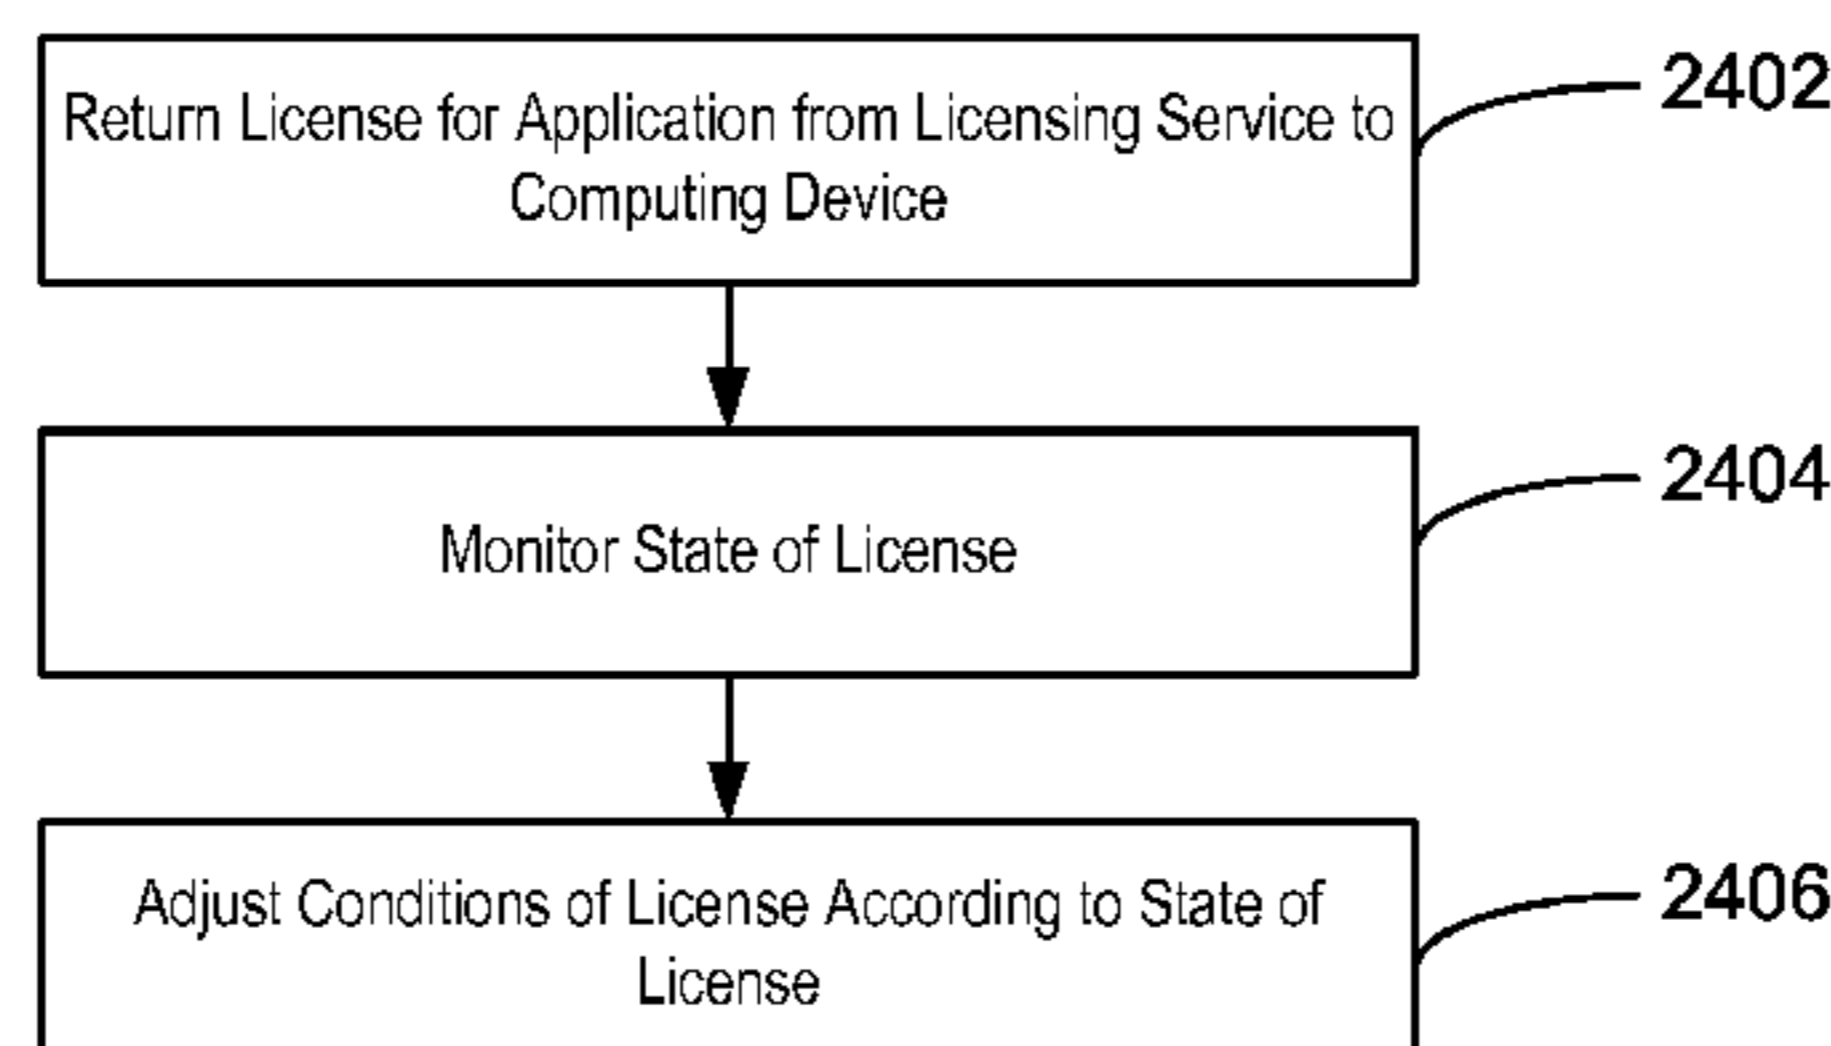 Return License for Application from Licensing Service to
Computing Device
2402
Monitor State of License
2404
Adjust Conditions of License According to State of
License
2406